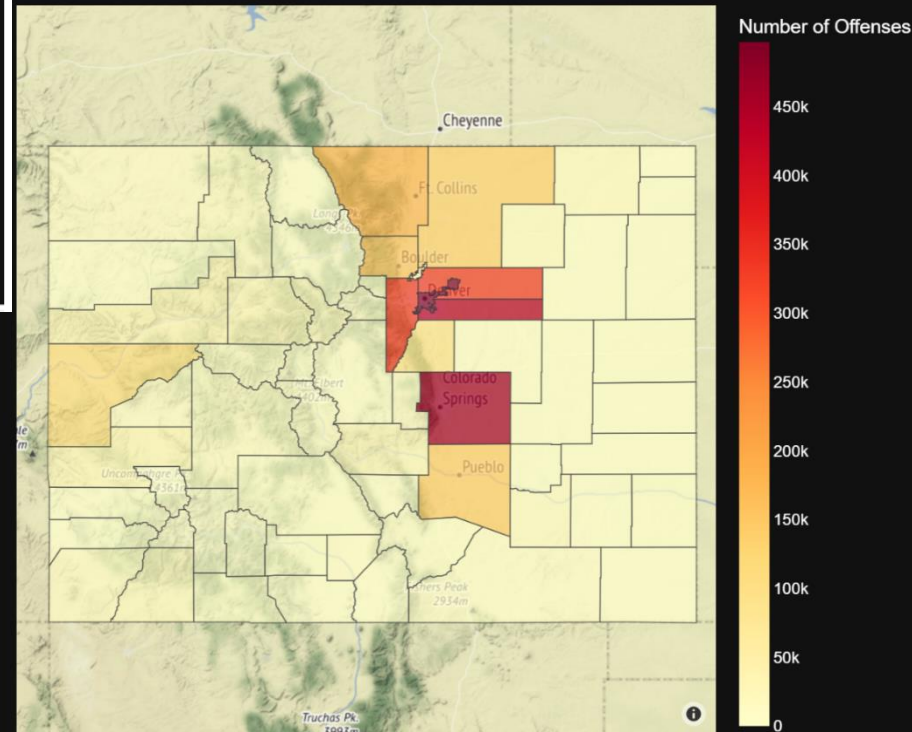 Number of Offenses
450k
400k
350k
300k
250k
200k
150k
100k
50k
0
Cheyenne
Ft. Collins
Boulder
Denver
Colorado
Springs
Pueblo
2934m
Truchas Pk.